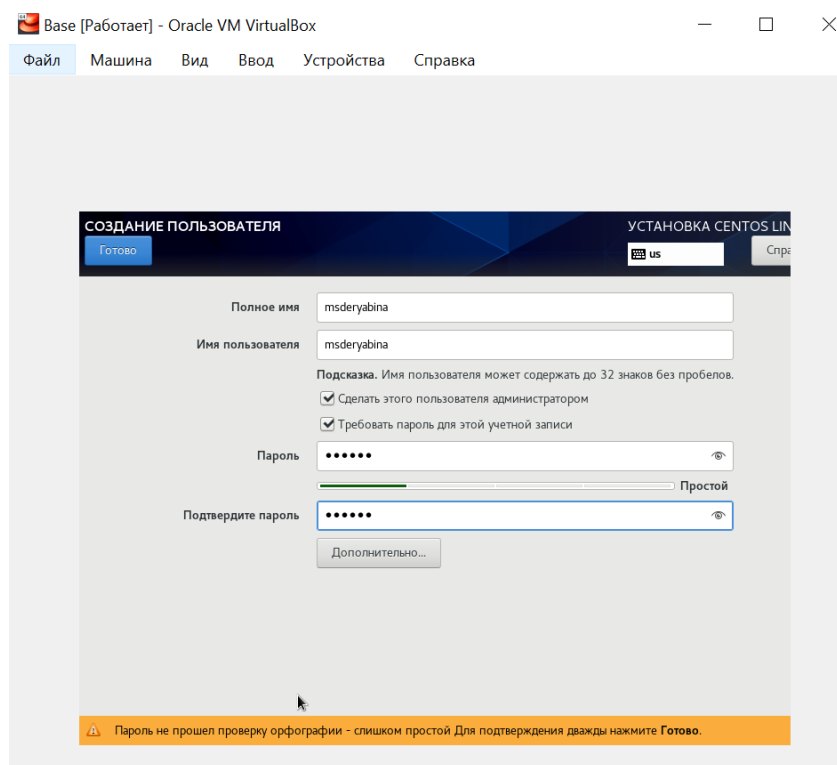 Base [Работает] - Oracle VM VirtualBox
Файл Машина Вид Ввод Устройства Справка
СОЗДАНИЕ ПОЛЬЗОВАТЕЛЯ
УСТАНОВКА CENTOS LIN
Готово
us
Спра
Полное имя
msderyabina
Имя пользователя
msderyabina
Подсказка. Имя пользователя может содержать до 32 знаков без пробелов.
Сделать этого пользователя администратором
Требовать пароль для этой учетной записи
Пароль
••••••
Простой
Подтвердите пароль
••••••
Дополнительно...
Пароль не прошел проверку орфографии - слишком простой Для подтверждения дважды нажмите Готово.